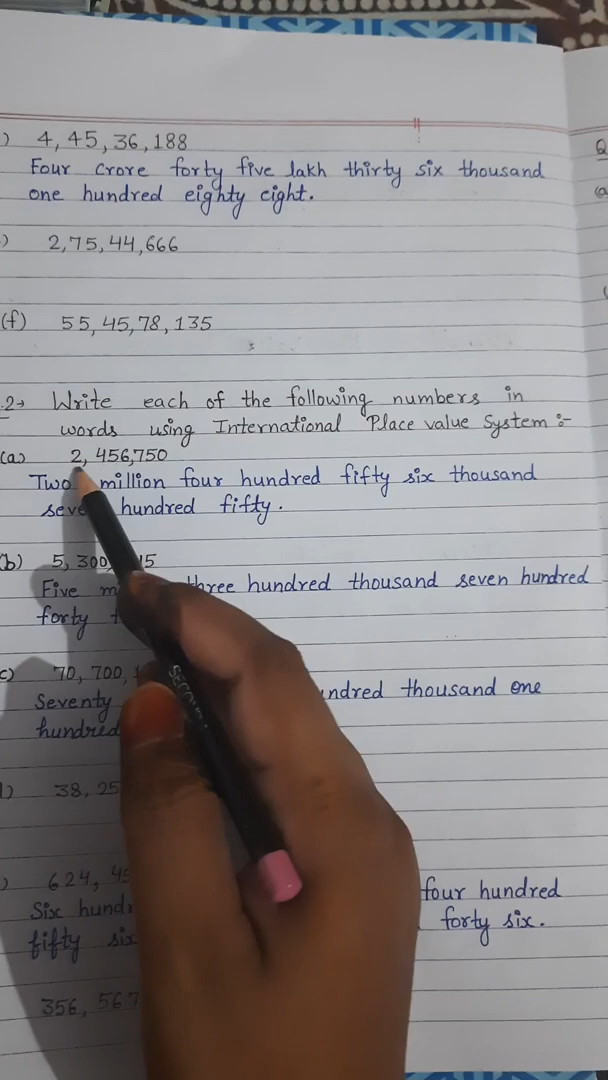 ) 4, 45, 36, 188
Four crore forty five lakh thirty six thousand
one hundred eighty eight.
) 2,75,44,666
(f) 55,45,78,135
.2→ Write each of the following numbers in
words using International Place value System :-
(a) 2, 456,750
Two million four hundred fifty six thousand
hundred fifty.
(b) 5, 300,
Five three hundred thousand seven hundred
forty
c) 70, 700,
Seventy thousand one
hundred
) 38, 25
) 624, 45
Six four hundred
fifty six forty six.
356, 567
Q
(a
SECOND